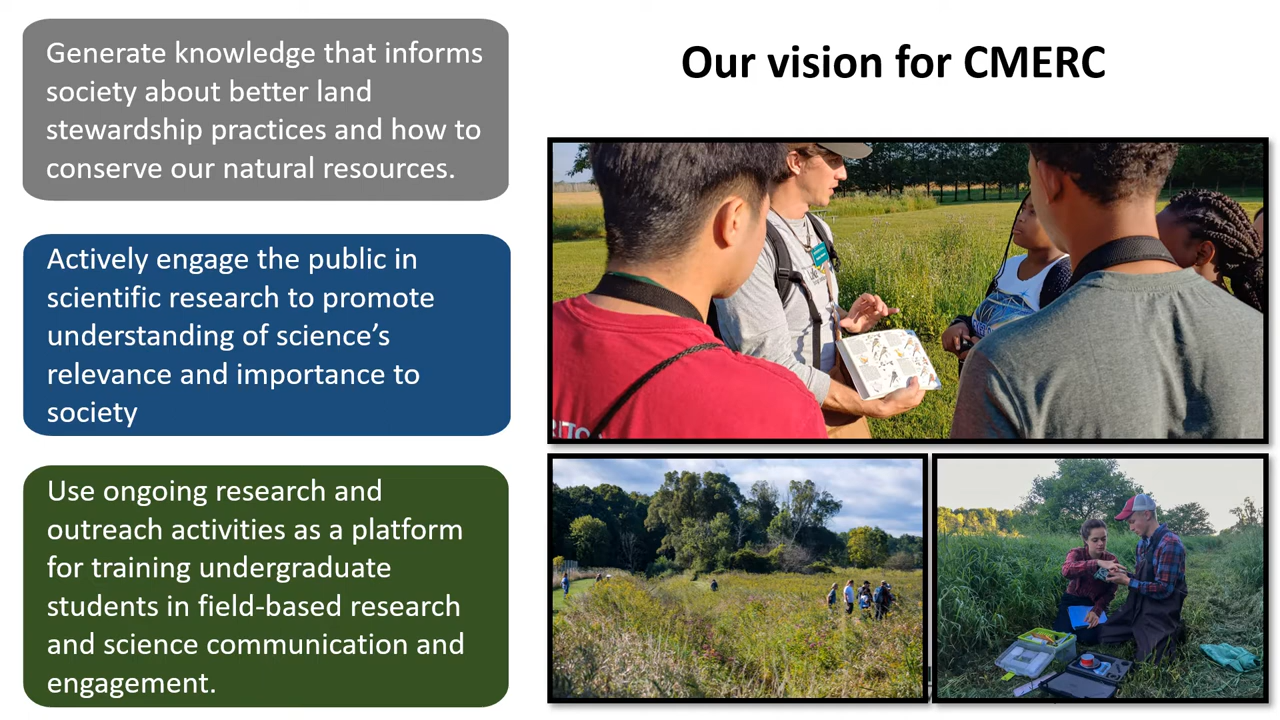 Generate knowledge that informs
society about better land
stewardship practices and how to
conserve our natural resources.
Our vision for CMERC
Actively engage the public in
scientific research to promote
understanding of science’s
relevance and importance to
society
Use ongoing research and
outreach activities as a platform
for training undergraduate
students in field-based research
and science communication and
engagement.